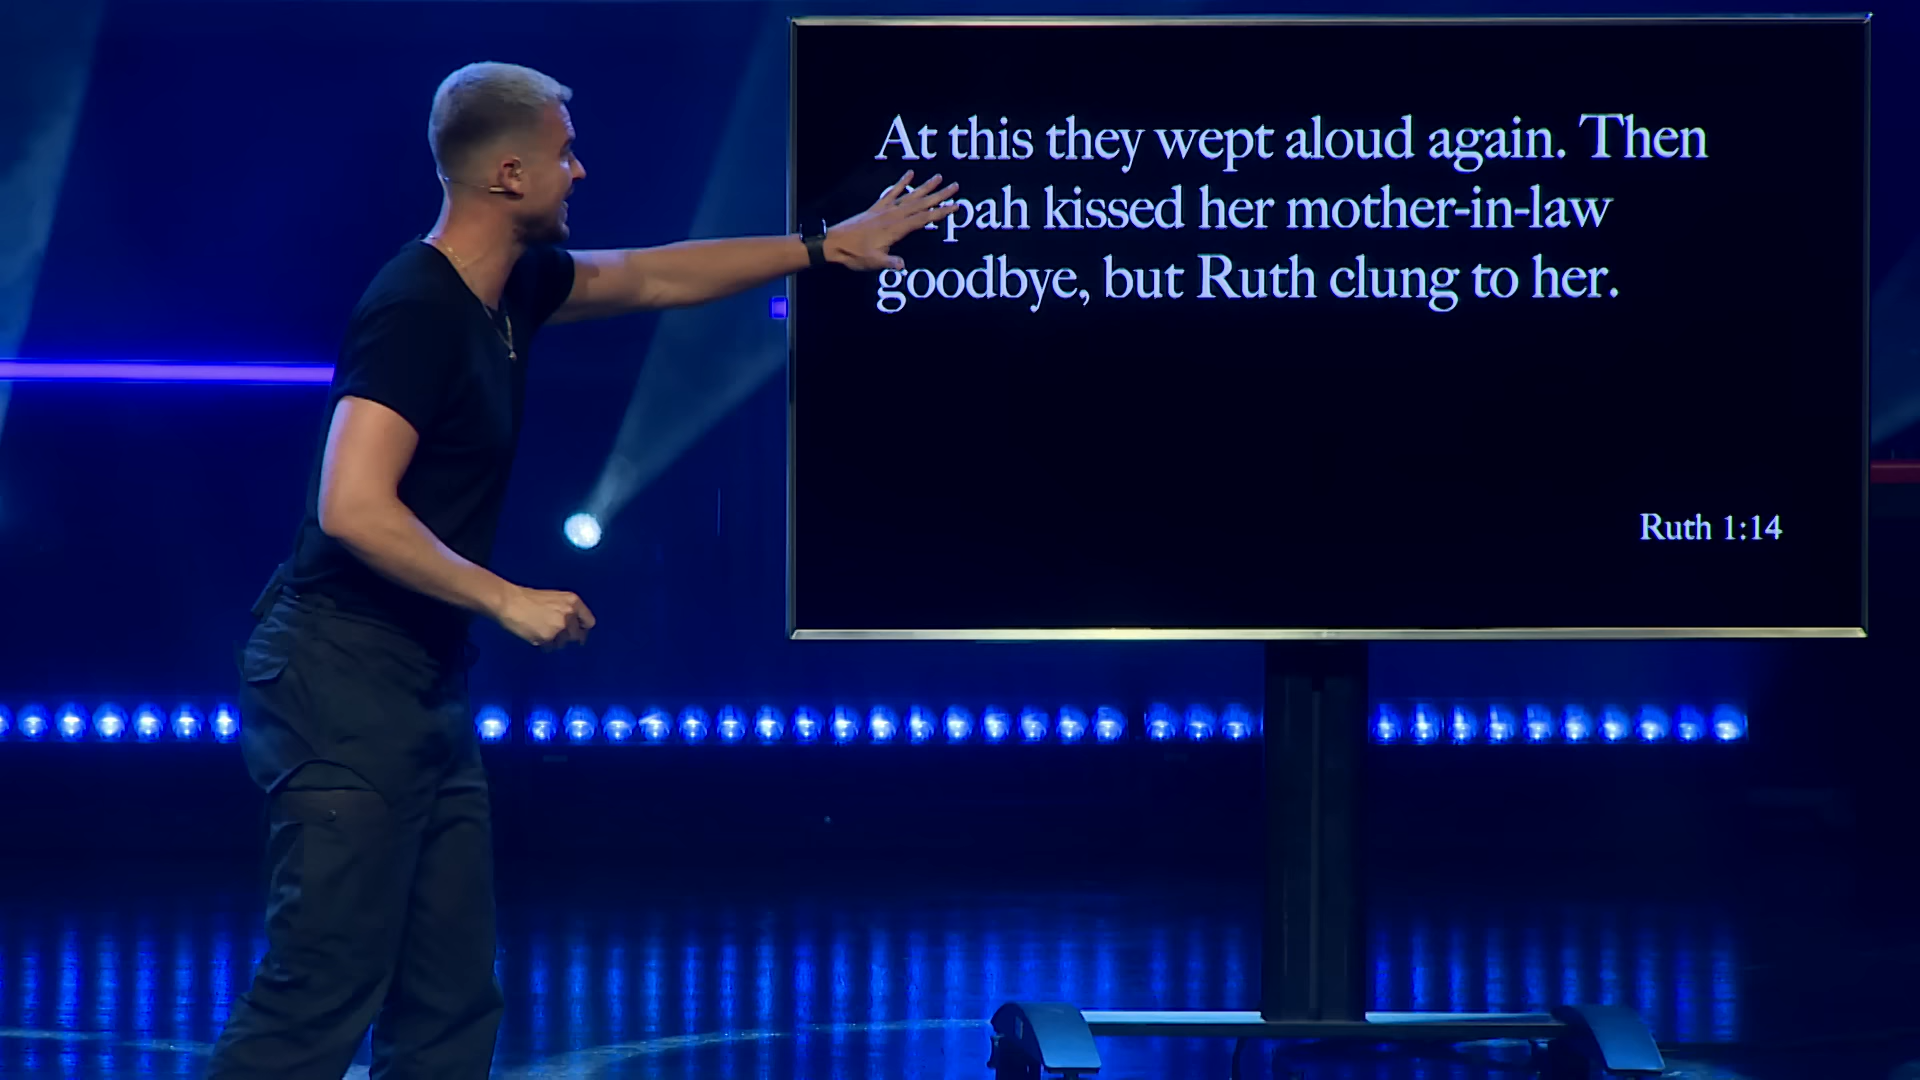 At this they wept aloud again. Then
kissed her mother-in-law
goodbye, but Ruth clung to her.
Ruth 1:14